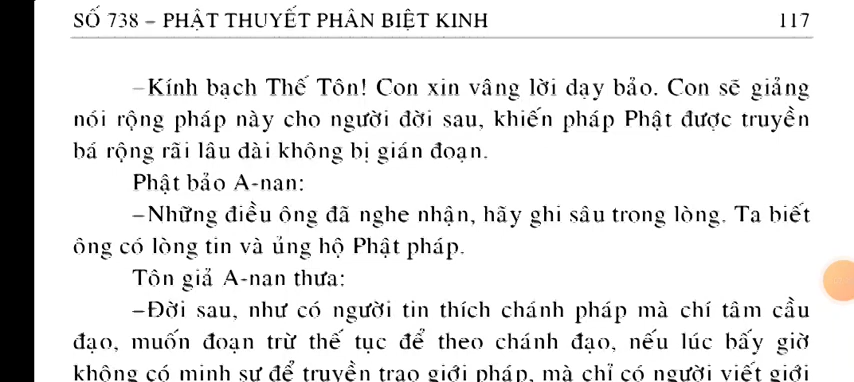 SỐ 738 – PHẬT THUYẾT PHÂN BIỆT KINH 117
–Kính bạch Thế Tôn! Con xin vâng lời dạy bảo. Con sẽ giảng
nói rộng pháp này cho người đời sau, khiến pháp Phật được truyền
bá rộng rãi lâu dài không bị gián đoạn.
Phật bảo A-nan:
–Những điều ông đã nghe nhận, hãy ghi sâu trong lòng. Ta biết
ông có lòng tin và ủng hộ Phật pháp.
Tôn giả A-nan thưa:
–Đời sau, như có người tin thích chánh pháp mà chí tâm cầu
đạo, muốn đoạn trừ thế tục để theo chánh đạo, nếu lúc bấy giờ
không có minh sư để truyền trao giới pháp, mà chỉ có người viết giới